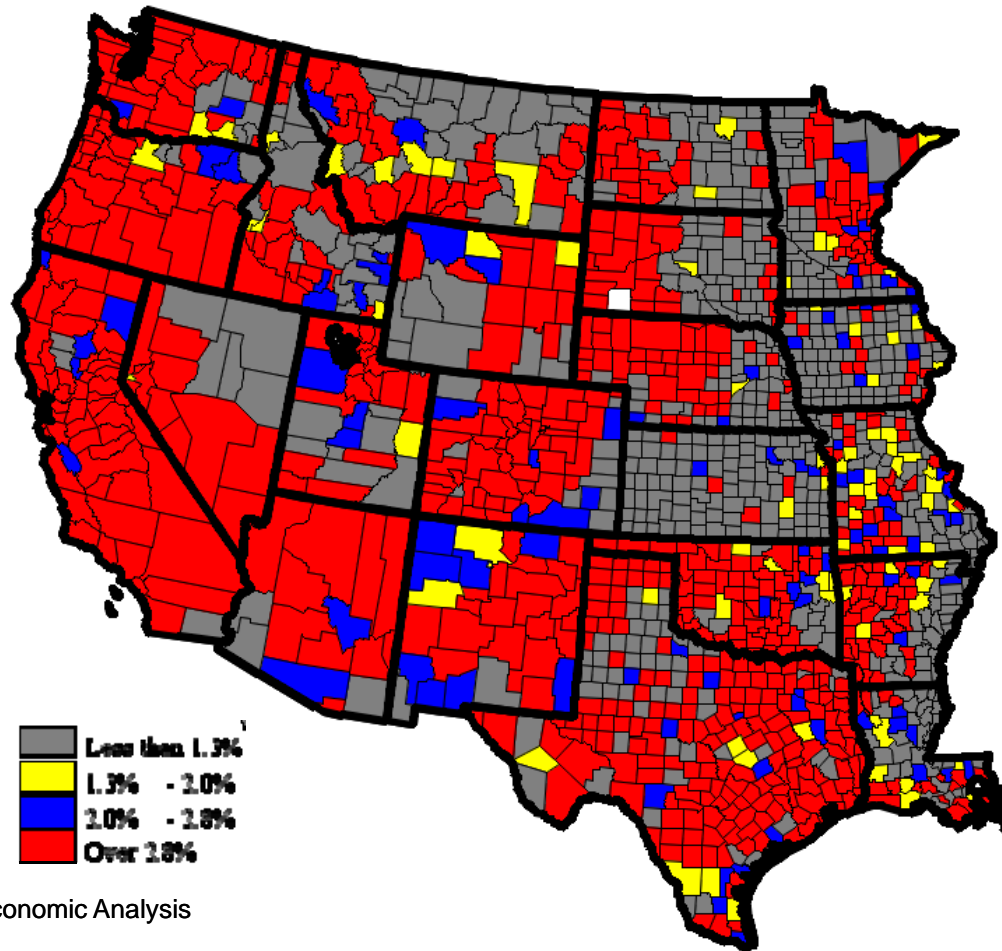 Less than 1.3%
1.3% - 2.0%
2.0% - 2.8%
Over 2.8%
conomic Analysis